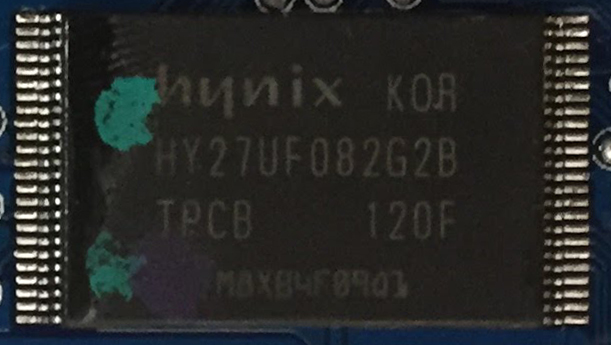 hynix KOR
HY27UF082G2B
TPCB 120F